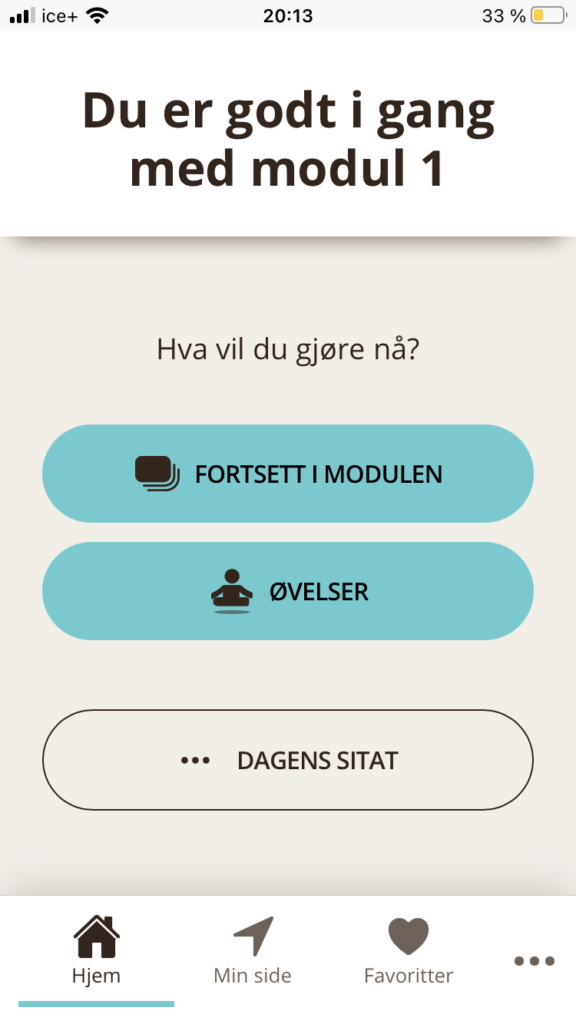 ice+ 20:13 33 %
Du er godt i gang
med modul 1
Hva vil du gjøre nå?
FORTSETT I MODULEN
ØVELSER
••• DAGENS SITAT
Hjem Min side Favoritter •••